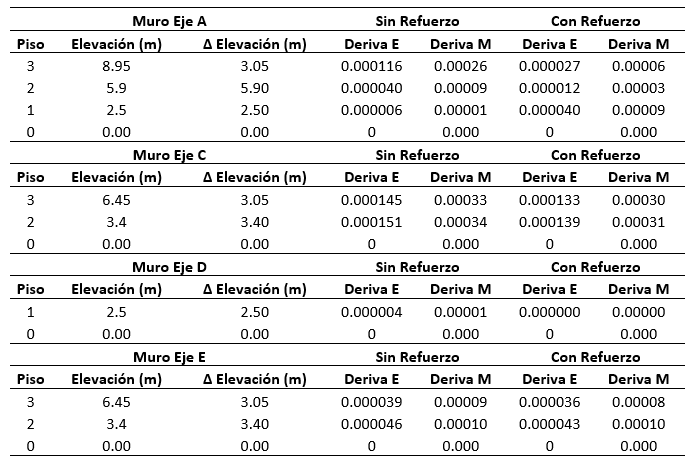 Muro Eje A Sin Refuerzo Con Refuerzo
Piso Elevación (m) Δ Elevación (m) Deriva E Deriva M Deriva E Deriva M
3 8.95 3.05 0.000116 0.00026 0.000027 0.00006
2 5.9 5.90 0.000040 0.00009 0.000012 0.00003
1 2.5 2.50 0.000006 0.00001 0.000040 0.00009
0 0.00 0.00 0 0.000 0 0.000
Muro Eje C Sin Refuerzo Con Refuerzo
Piso Elevación (m) Δ Elevación (m) Deriva E Deriva M Deriva E Deriva M
3 6.45 3.05 0.000145 0.00033 0.000133 0.00030
2 3.4 3.40 0.000151 0.00034 0.000139 0.00031
0 0.00 0.00 0 0.000 0 0.000
Muro Eje D Sin Refuerzo Con Refuerzo
Piso Elevación (m) Δ Elevación (m) Deriva E Deriva M Deriva E Deriva M
1 2.5 2.50 0.000004 0.00001 0.000000 0.00000
0 0.00 0.00 0 0.000 0 0.000
Muro Eje E Sin Refuerzo Con Refuerzo
Piso Elevación (m) Δ Elevación (m) Deriva E Deriva M Deriva E Deriva M
3 6.45 3.05 0.000039 0.00009 0.000036 0.00008
2 3.4 3.40 0.000046 0.00010 0.000043 0.00010
0 0.00 0.00 0 0.000 0 0.000